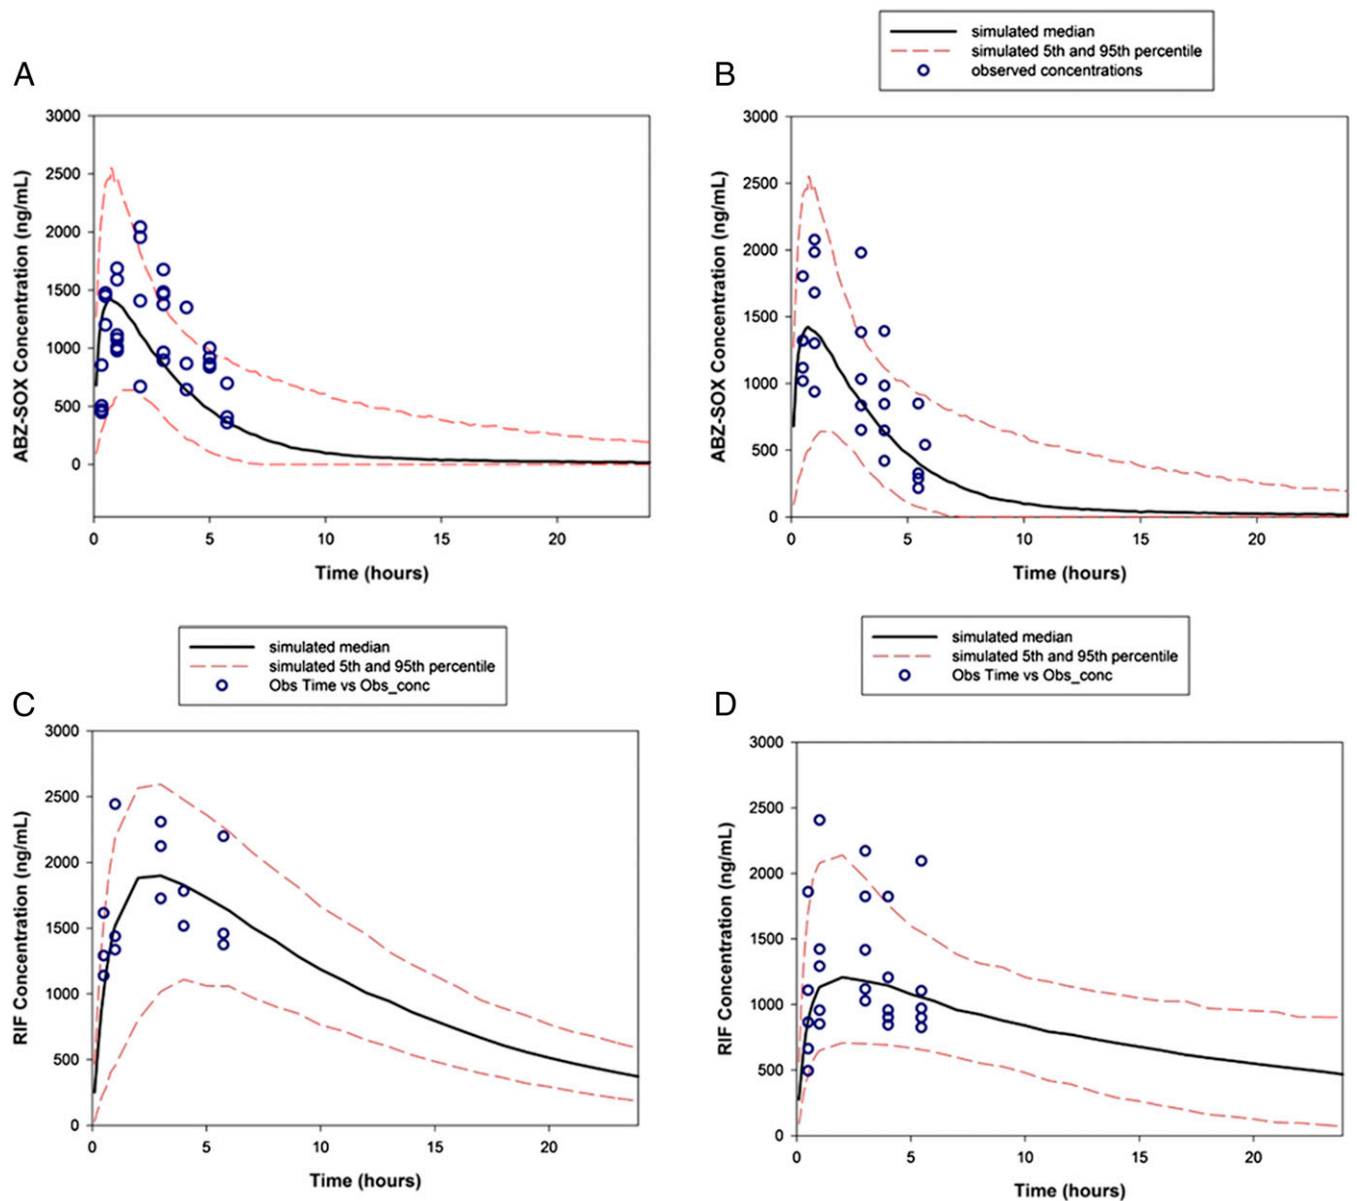 simulated median
simulated 5th and 95th percentile
observed concentrations
A
3000
2500
2000
1500
1000
500
0
ABZ-SOX Concentration (ng/mL)
0 5 10 15 20
Time (hours)
B
3000
2500
2000
1500
1000
500
0
ABZ-SOX Concentration (ng/mL)
0 5 10 15 20
Time (hours)
simulated median
simulated 5th and 95th percentile
Obs Time vs Obs_conc
C
3000
2500
2000
1500
1000
500
0
RIF Concentration (ng/mL)
0 5 10 15 20
Time (hours)
simulated median
simulated 5th and 95th percentile
Obs Time vs Obs_conc
D
3000
2500
2000
1500
1000
500
0
RIF Concentration (ng/mL)
0 5 10 15 20
Time (hours)